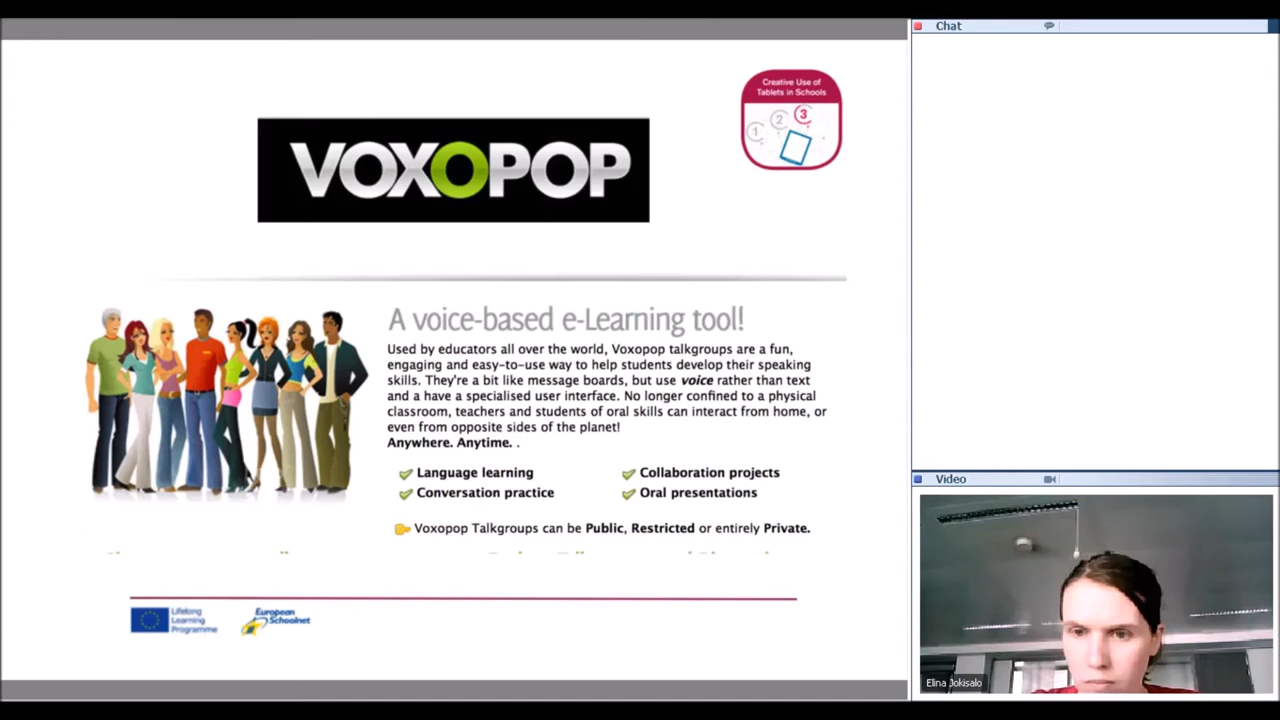 Chat
Creative Use of
Tablets in Schools
1 2 3
VOXOPOP
A voice-based e-Learning tool!
Used by educators all over the world, Voxopop talkgroups are a fun,
engaging and easy-to-use way to help students develop their speaking
skills. They're a bit like message boards, but use voice rather than text
and a have a specialised user interface. No longer confined to a physical
classroom, teachers and students of oral skills can interact from home, or
even from opposite sides of the planet!
Anywhere. Anytime. .
Language learning
Collaboration projects
Conversation practice
Oral presentations
Voxopop Talkgroups can be Public, Restricted or entirely Private.
Lifelong
Learning
Programme
European
Schoolnet
Video
Elina Jokisalo